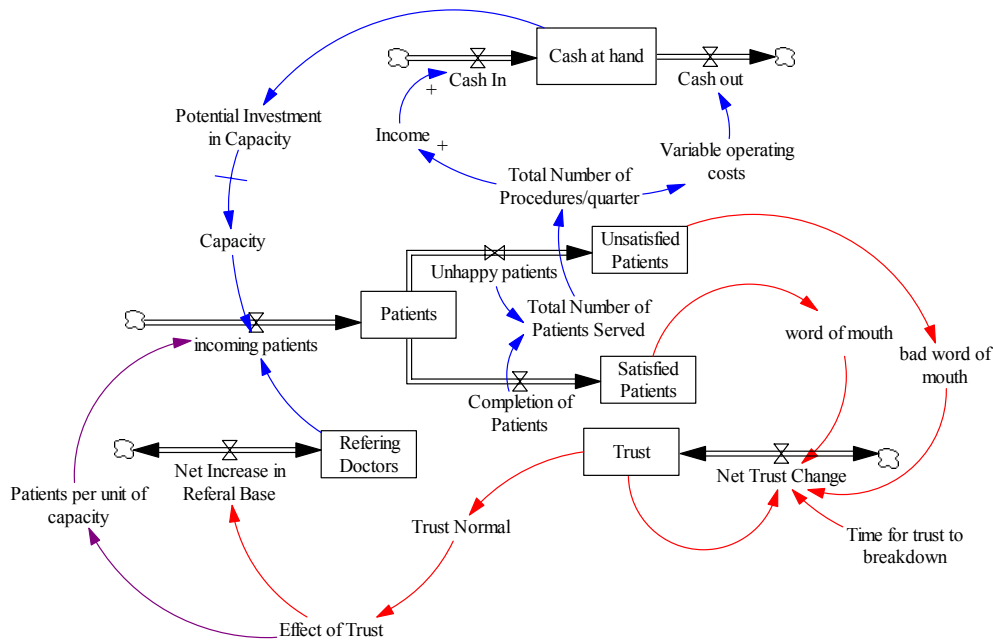 Cash at hand
Cash In
Cash out
+
Potential Investment
in Capacity
Income
+
Variable operating
costs
Total Number of
Procedures/quarter
Capacity
Unsatisfied
Patients
Unhappy patients
Patients
Total Number of
Patients Served
incoming patients
word of mouth
bad word of
mouth
Satisfied
Patients
Completion of
Patients
Refering
Doctors
Trust
Net Increase in
Referal Base
Net Trust Change
Patients per unit of
capacity
Trust Normal
Time for trust to
breakdown
Effect of Trust